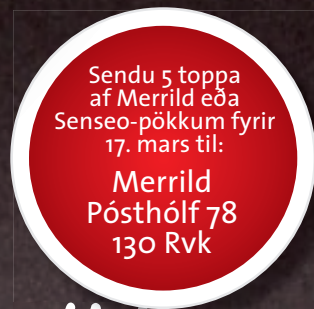 Sendu 5 toppa
af Merrild eða
Senseo-pökkum fyrir
17. mars til:
Merrild
Pósthólf 78
130 Rvk